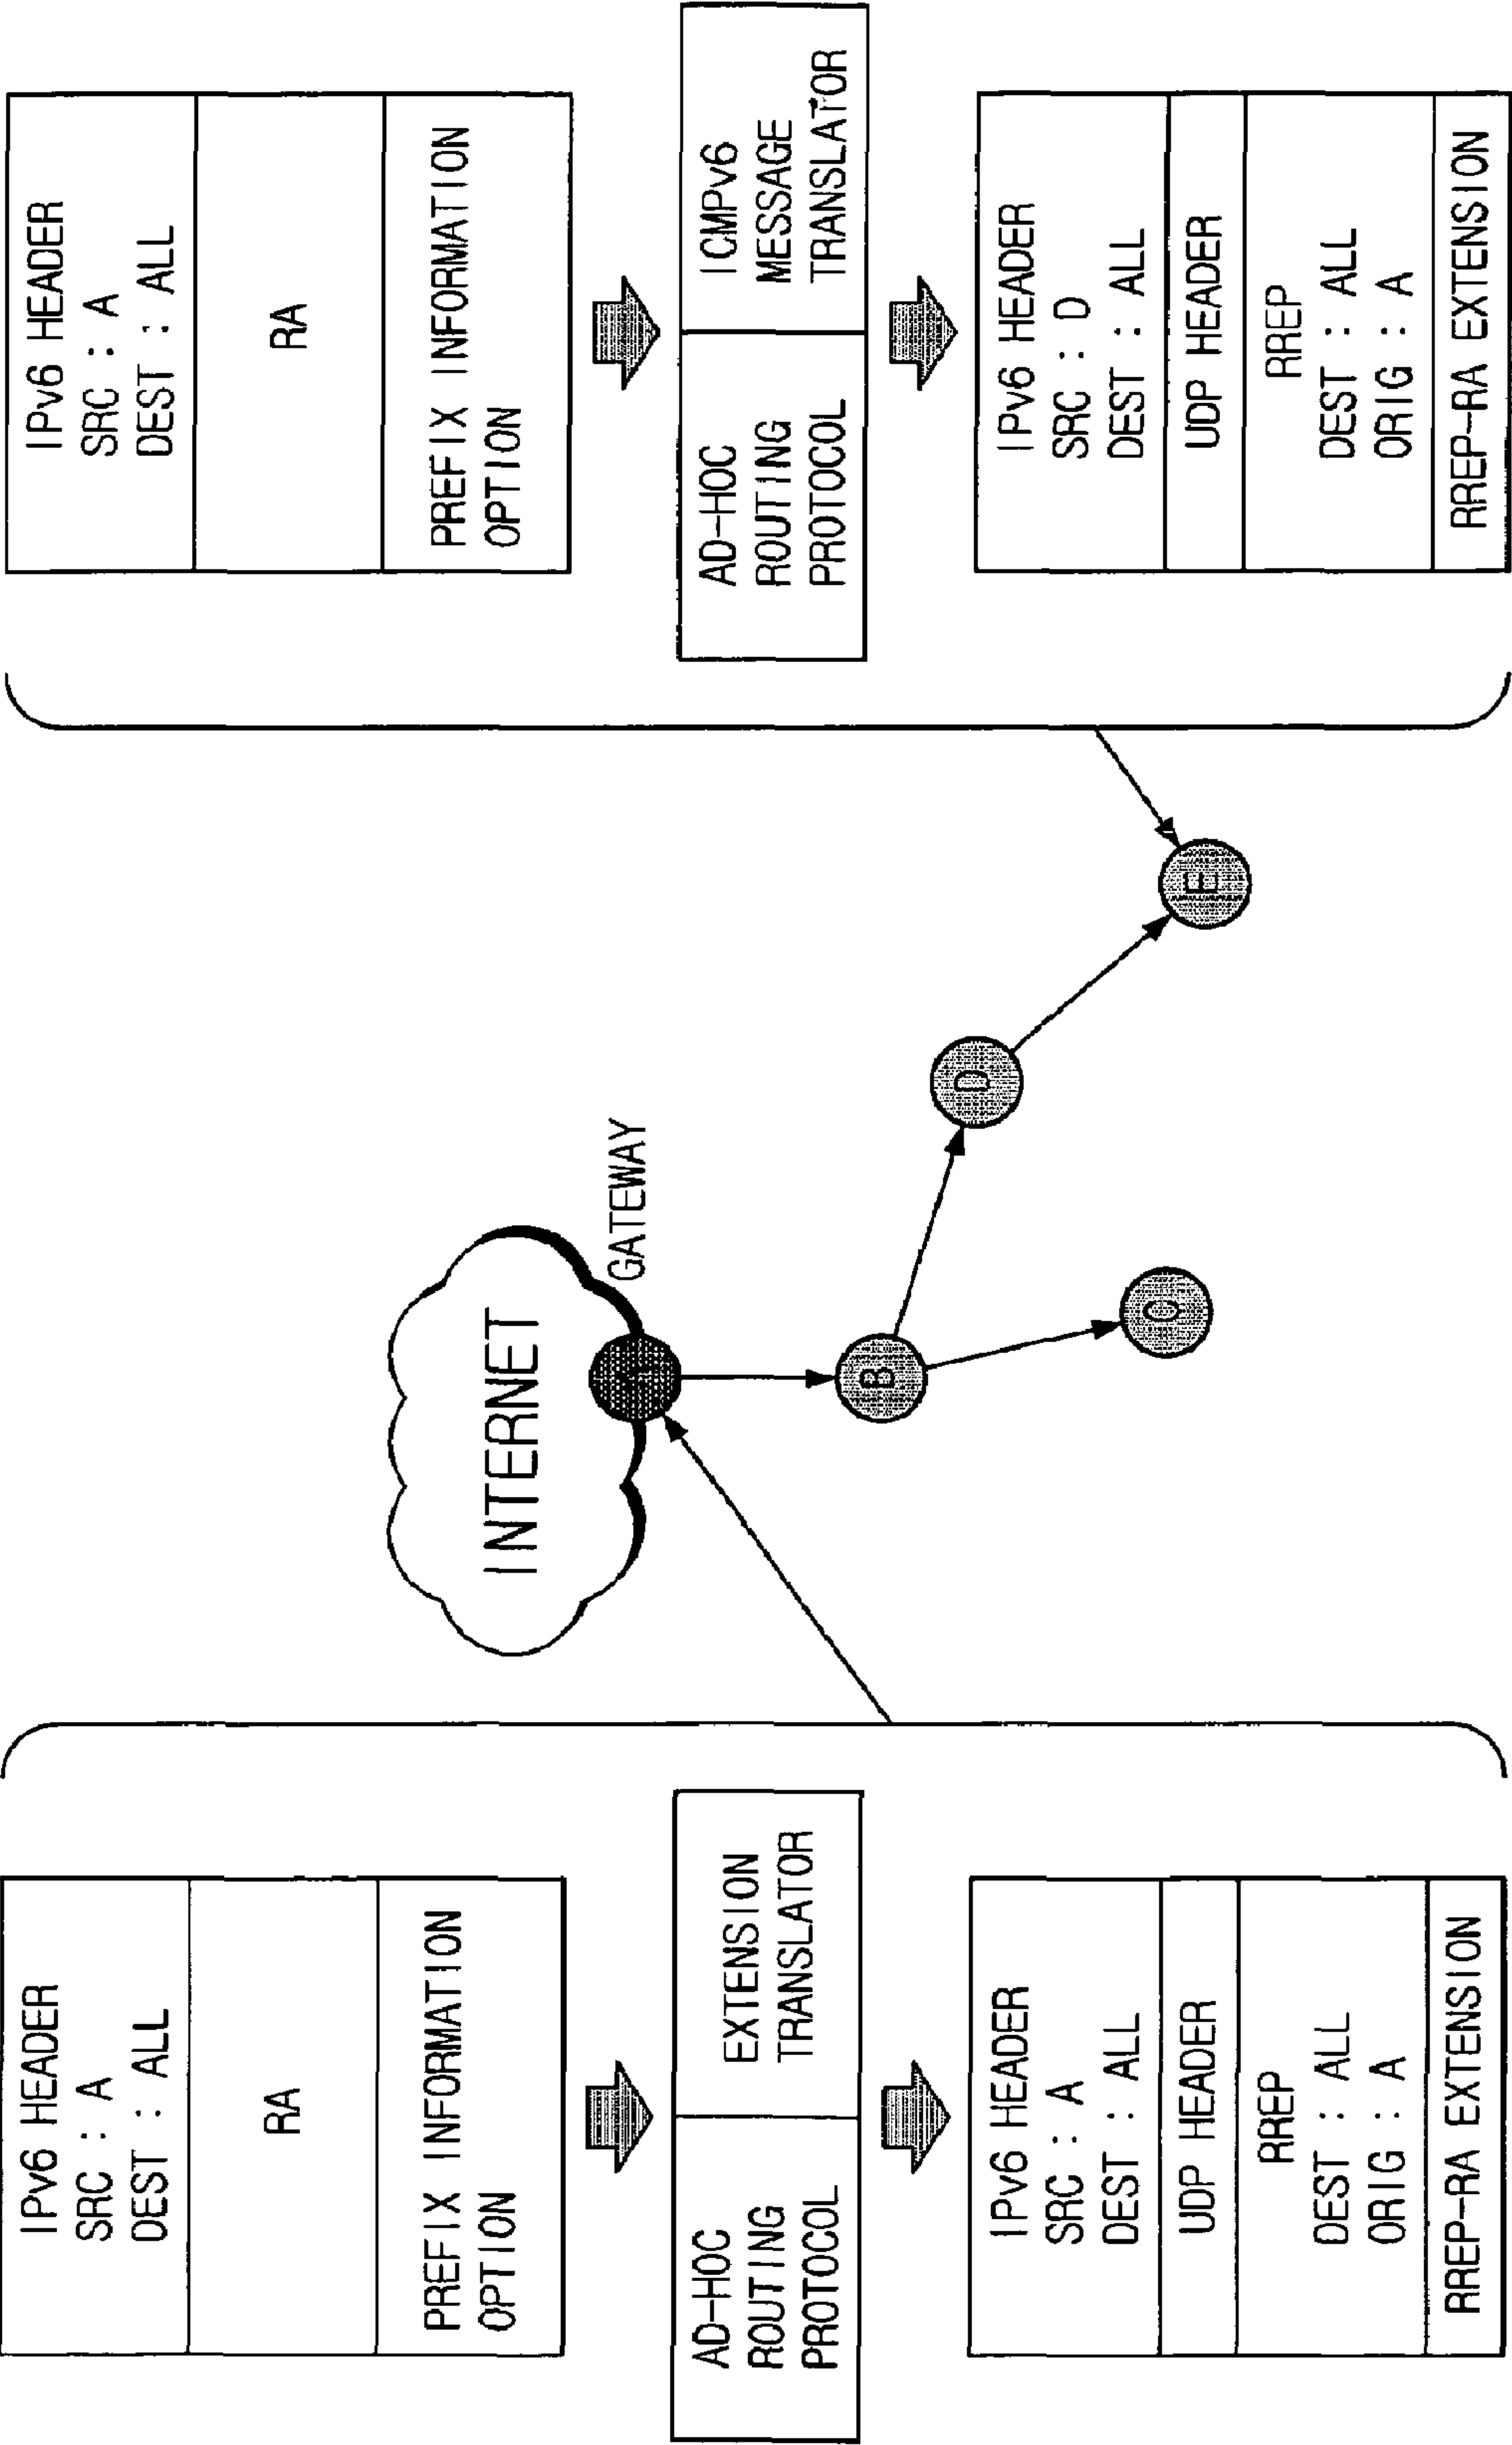 IPv6 HEADER
SRC : A
DEST : ALL
RA
PREFIX INFORMATION
OPTION
AD-HOC
ROUTING
PROTOCOL
EXTENSION
TRANSLATOR
IPv6 HEADER
SRC : A
DEST : ALL
UDP HEADER
RREP
DEST : ALL
ORIG : A
RREP-RA EXTENSION
INTERNET
A
GATEWAY
B
C
D
E
IPv6 HEADER
SRC : A
DEST : ALL
RA
PREFIX INFORMATION
OPTION
AD-HOC
ROUTING
PROTOCOL
ICMPv6
MESSAGE
TRANSLATOR
IPv6 HEADER
SRC : D
DEST : ALL
UDP HEADER
RREP
DEST : ALL
ORIG : A
RREP-RA EXTENSION